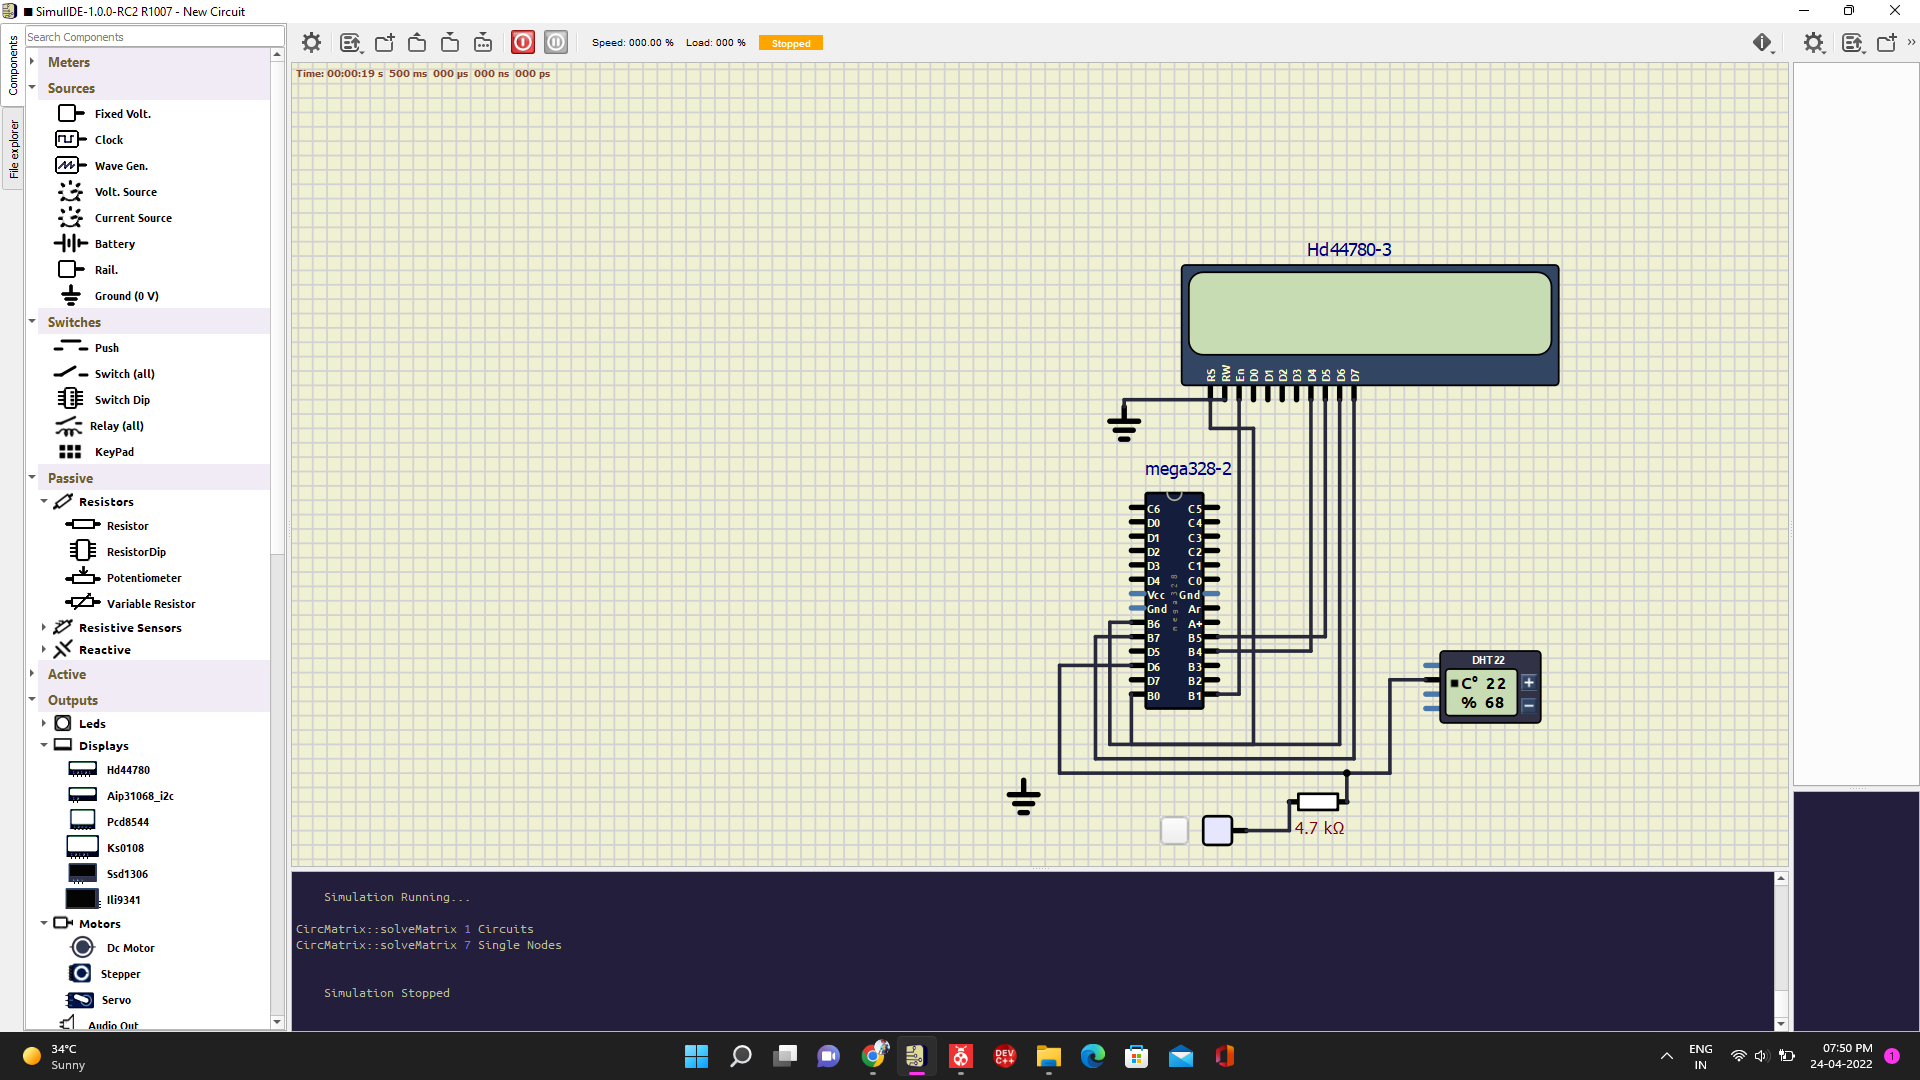 SimulIDE-1.0.0-RC2 R1007 - New Circuit
Components
File explorer
Search Components
Meters
Sources
Fixed Volt.
Clock
Wave Gen.
Volt. Source
Current Source
Battery
Rail.
Ground (0 V)
Switches
Push
Switch (all)
Switch Dip
Relay (all)
KeyPad
Passive
Resistors
Resistor
ResistorDip
Potentiometer
Variable Resistor
Resistive Sensors
Reactive
Active
Outputs
Leds
Displays
Hd44780
Aip31068_i2c
Pcd8544
Ks0108
Ssd1306
Ili9341
Motors
Dc Motor
Stepper
Servo
Audio Out
Speed: 000.00 % Load: 000 % Stopped
Time: 00:00:19 s 500 ms 000 µs 000 ns 000 ps
Hd44780-3
RS RW En D0 D1 D2 D3 D4 D5 D6 D7
mega328-2
mega328
C6 C5
D0 C4
D1 C3
D2 C2
D3 C1
D4 C0
Vcc Gnd
Gnd Ar
B6 A+
B7 B5
D5 B4
D6 B3
D7 B2
B0 B1
DHT22
C° 22 +
% 68 −
4.7 kΩ
Simulation Running...
CircMatrix::solveMatrix 1 Circuits
CircMatrix::solveMatrix 7 Single Nodes
Simulation Stopped
34°C
Sunny
DEV
C++
ENG
IN
07:50 PM
24-04-2022
1